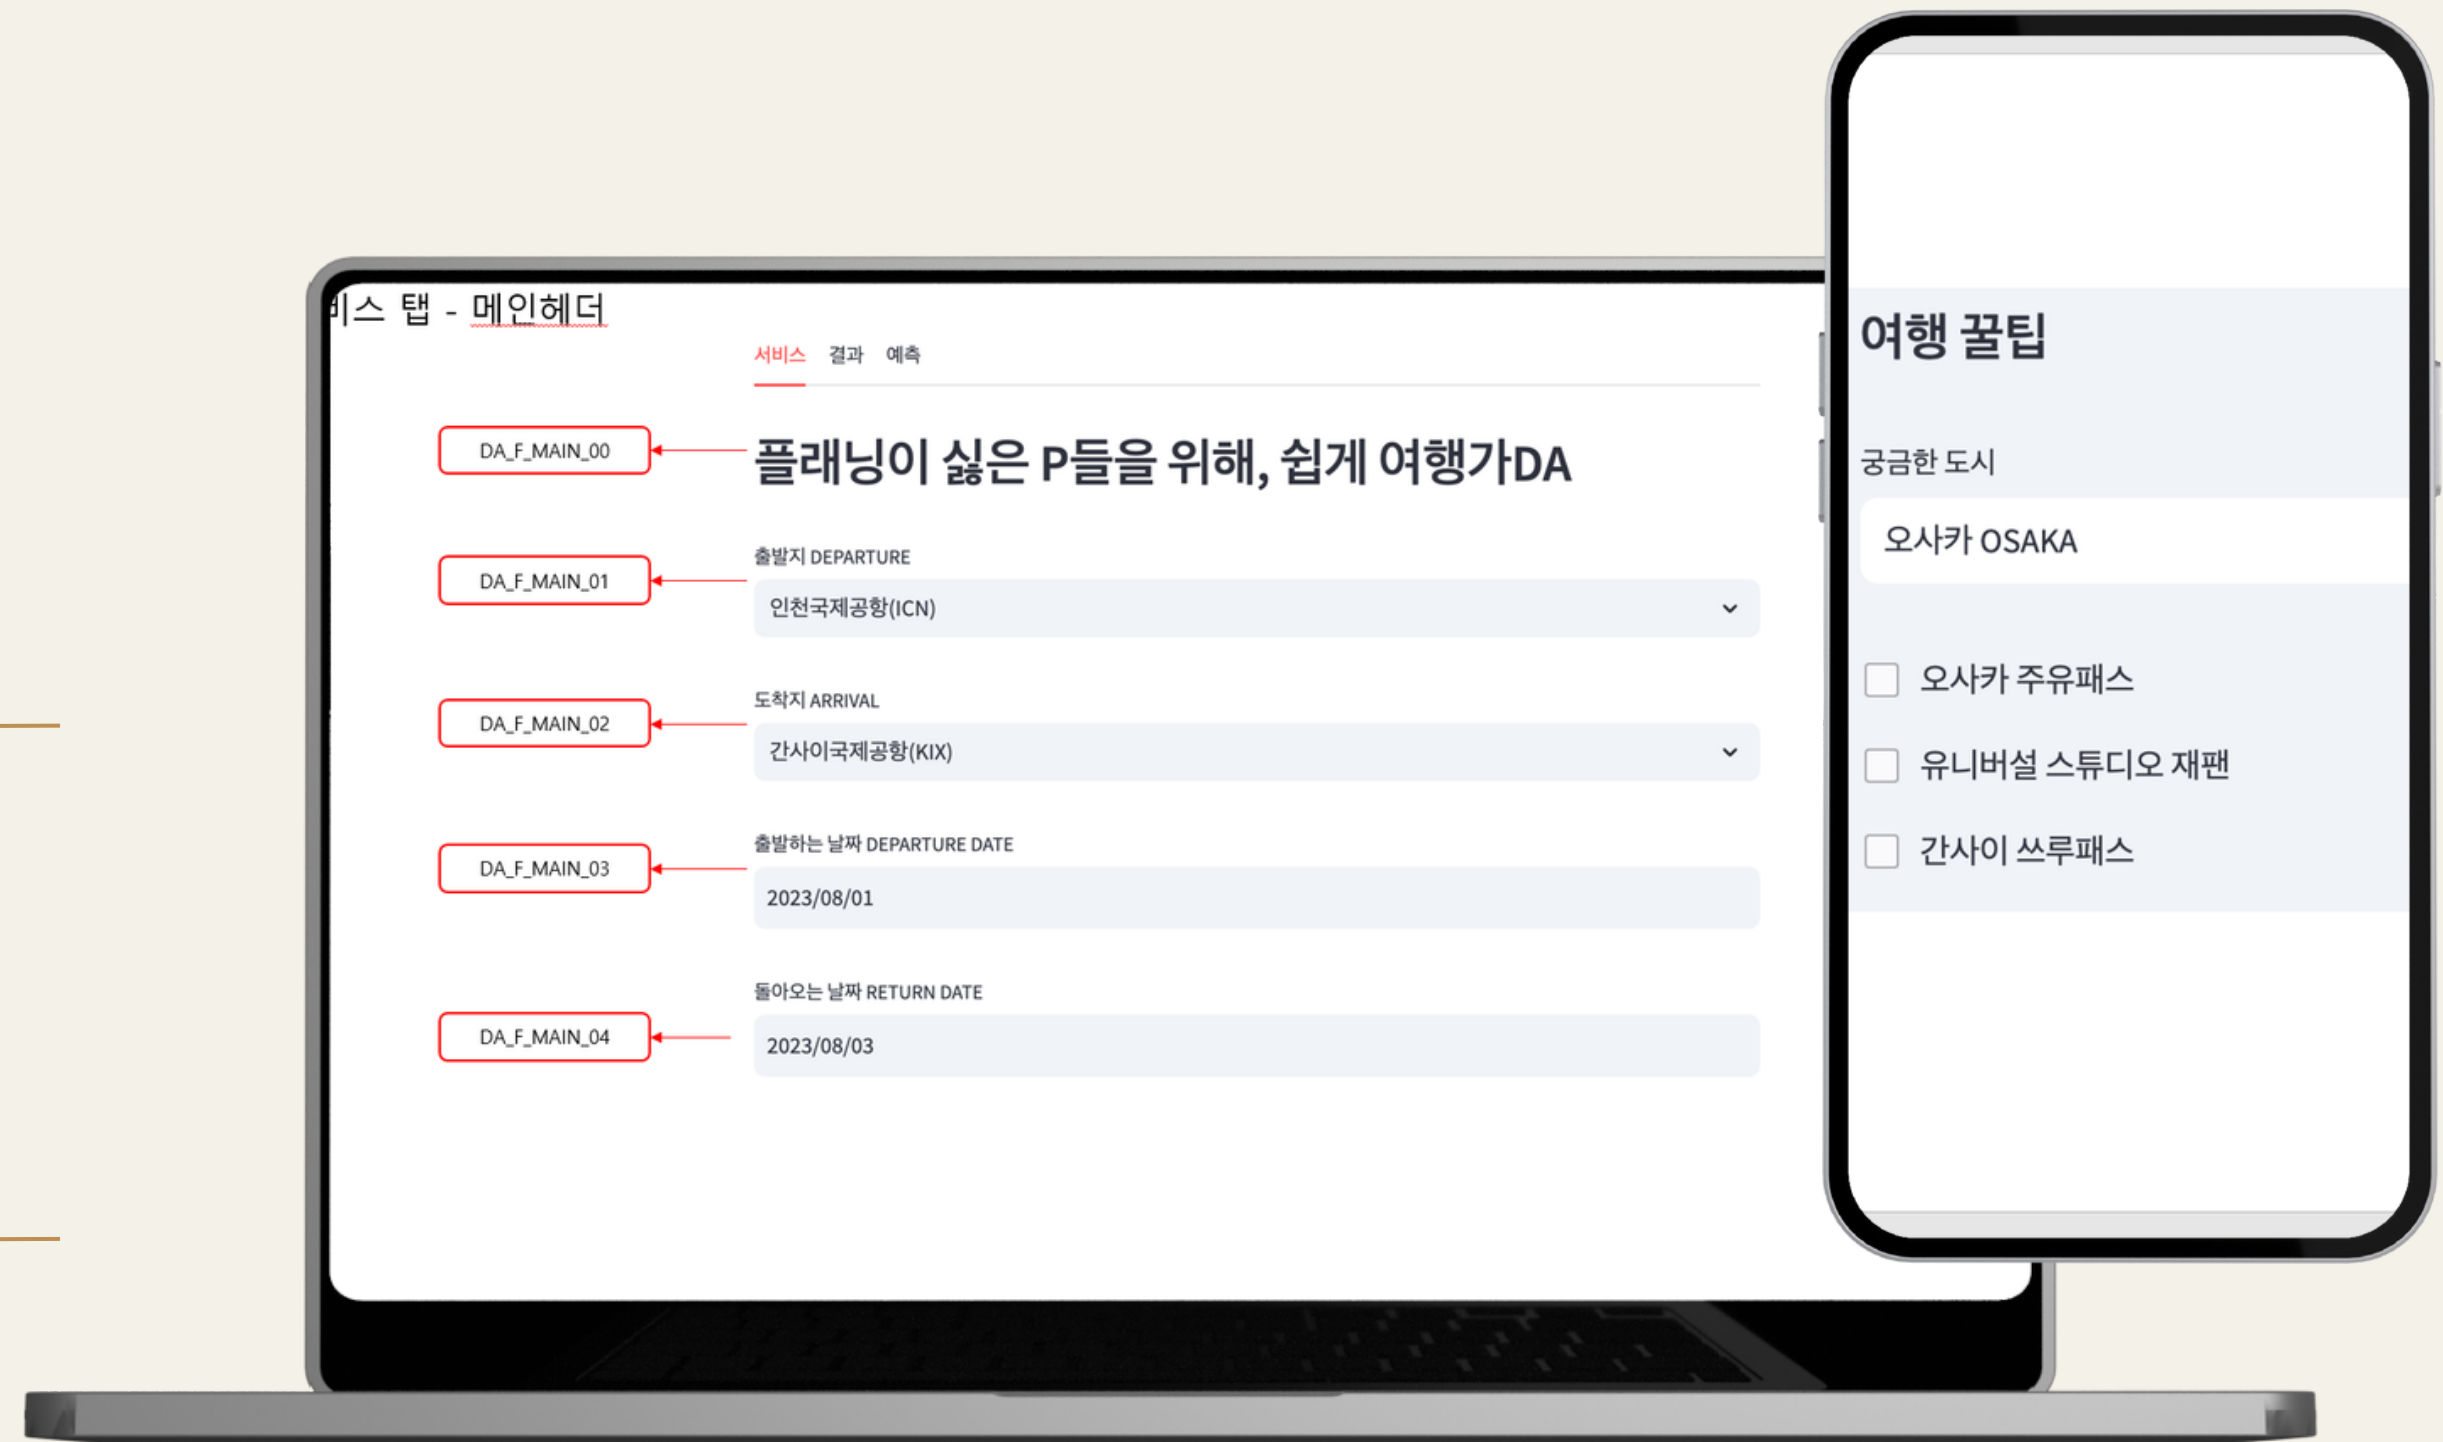 비스 탭 - 메인헤더
서비스 결과 예측
DA_F_MAIN_00
플래닝이 싫은 P들을 위해, 쉽게 여행가DA
DA_F_MAIN_01
출발지 DEPARTURE
인천국제공항(ICN)
DA_F_MAIN_02
도착지 ARRIVAL
간사이국제공항(KIX)
DA_F_MAIN_03
출발하는 날짜 DEPARTURE DATE
2023/08/01
DA_F_MAIN_04
돌아오는 날짜 RETURN DATE
2023/08/03
여행 꿀팁
궁금한 도시
오사카 OSAKA
오사카 주유패스
유니버설 스튜디오 재팬
간사이 쓰루패스